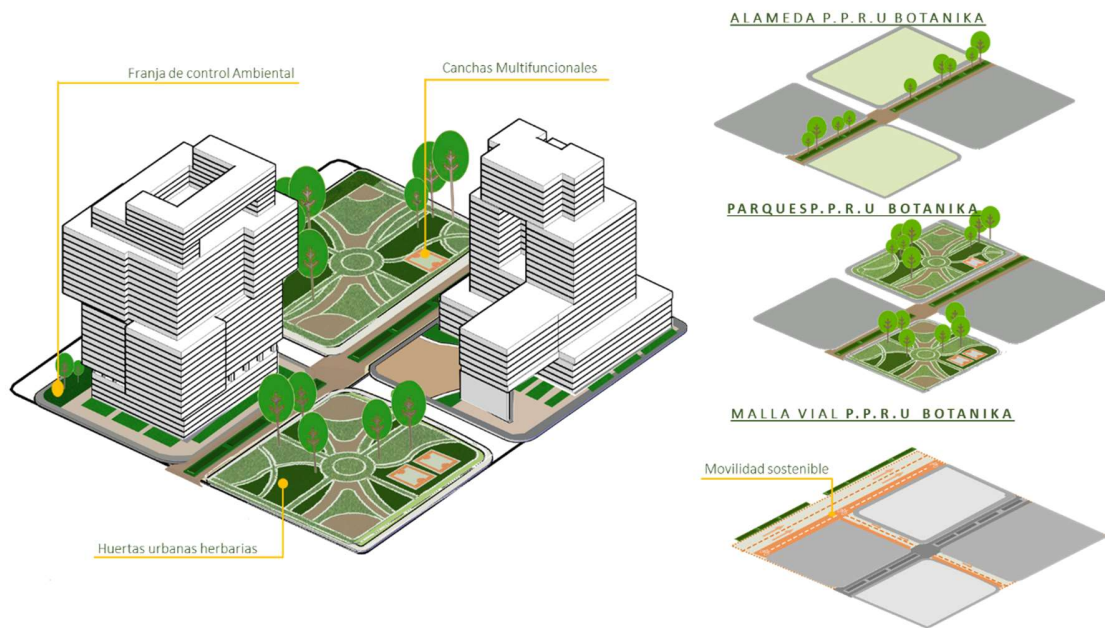 ALAMEDA P.P.R.U BOTANIKA
Franja de control Ambiental
Canchas Multifuncionales
PARQUESP.P.R.U BOTANIKA
MALLA VIAL P.P.R.U BOTANIKA
Movilidad sostenible
Huertas urbanas herbarias